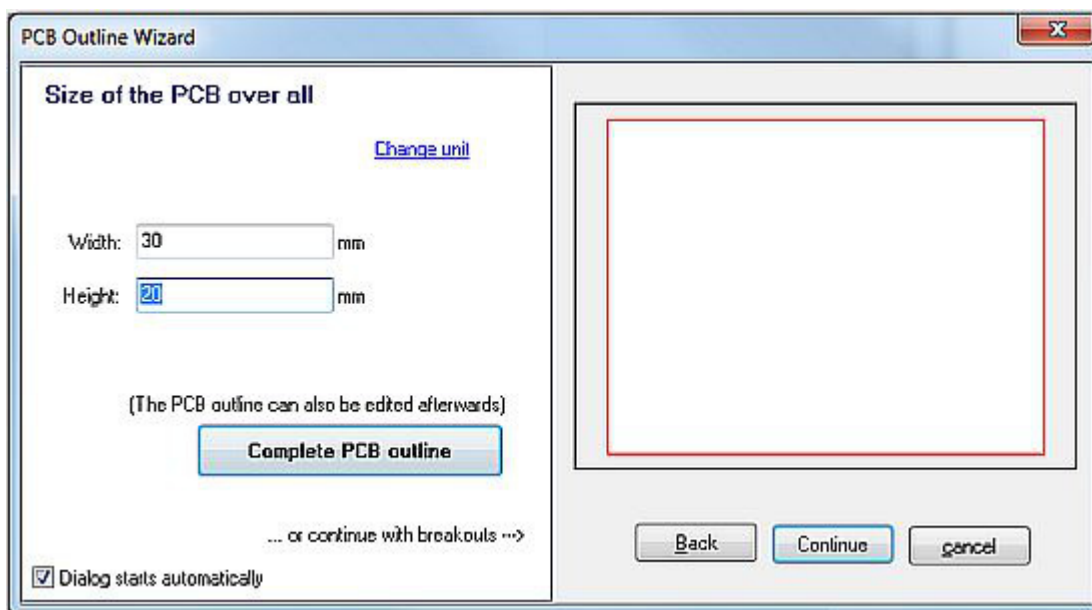 PCB Outline Wizard
x
Size of the PCB over all
Change unit
Width: 30 mm
Height: 20 mm
(The PCB outline can also be edited afterwards)
Complete PCB outline
... or continue with breakouts --->
Dialog starts automatically
Back
Continue
cancel